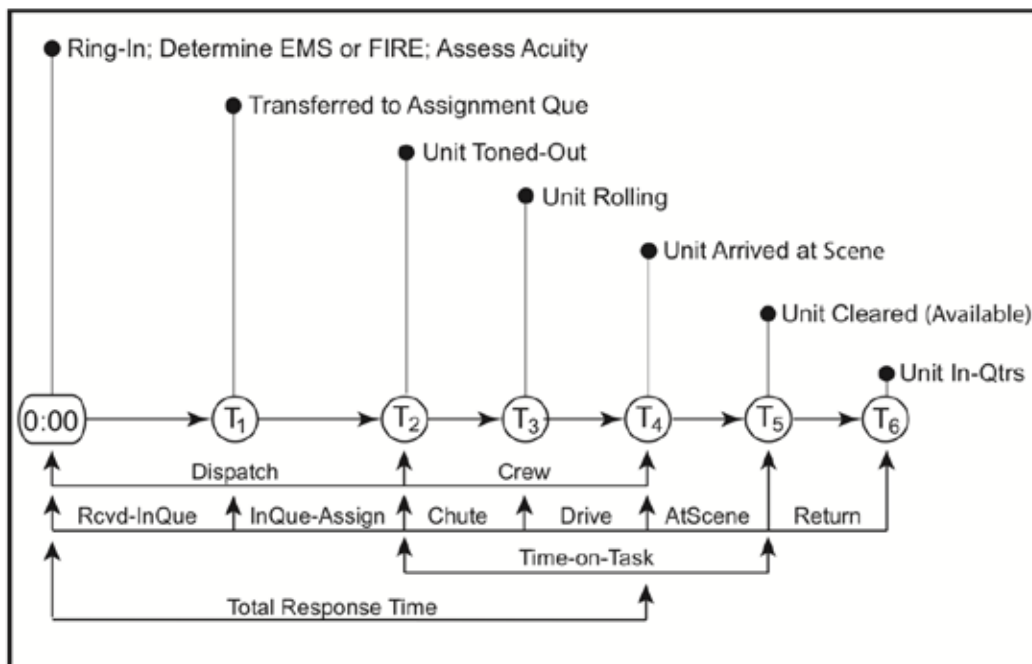 Ring-In; Determine EMS or FIRE; Assess Acuity
Transferred to Assignment Que
Unit Toned-Out
Unit Rolling
Unit Arrived at Scene
Unit Cleared (Available)
Unit In-Qtrs
0:00 T1 T2 T3 T4 T5 T6
Dispatch Crew
Rcvd-InQue InQue-Assign Chute Drive AtScene Return
Time-on-Task
Total Response Time